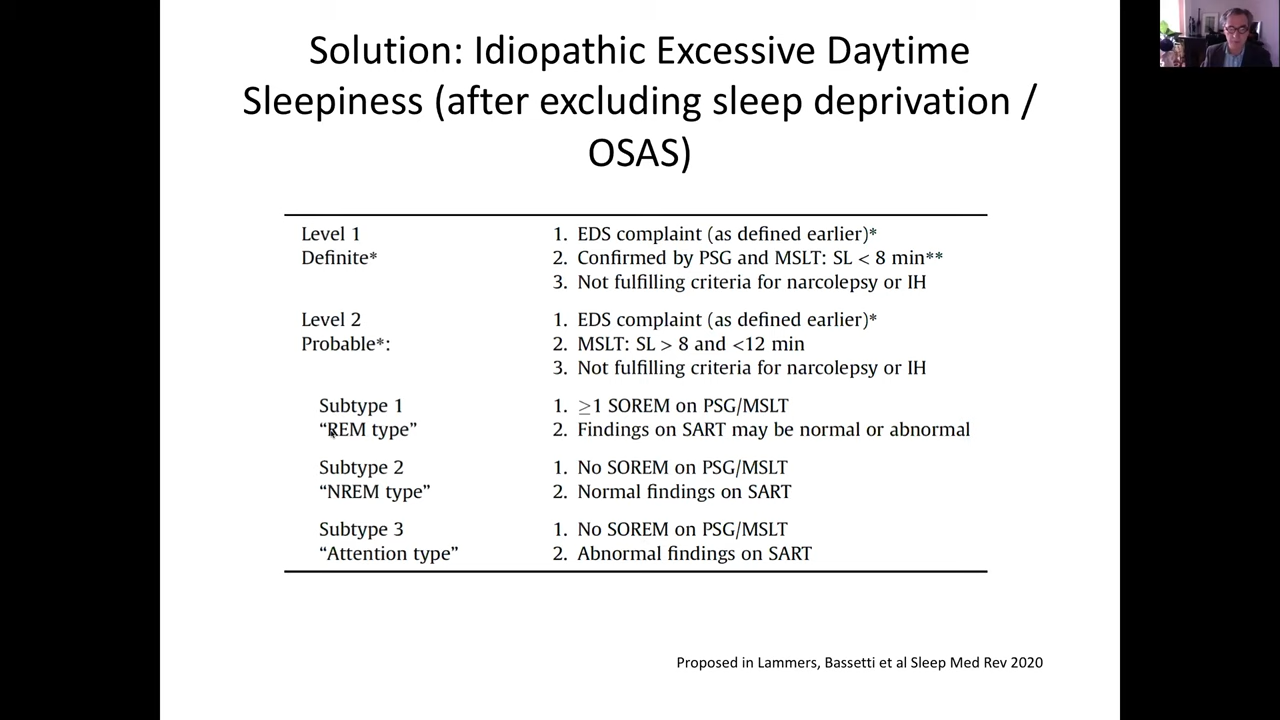 Solution: Idiopathic Excessive Daytime
Sleepiness (after excluding sleep deprivation /
OSAS)
Level 1
Definite*
1. EDS complaint (as defined earlier)*
2. Confirmed by PSG and MSLT: SL < 8 min**
3. Not fulfilling criteria for narcolepsy or IH
Level 2
Probable*:
1. EDS complaint (as defined earlier)*
2. MSLT: SL > 8 and <12 min
3. Not fulfilling criteria for narcolepsy or IH
Subtype 1
“REM type”
1. ≥1 SOREM on PSG/MSLT
2. Findings on SART may be normal or abnormal
Subtype 2
“NREM type”
1. No SOREM on PSG/MSLT
2. Normal findings on SART
Subtype 3
“Attention type”
1. No SOREM on PSG/MSLT
2. Abnormal findings on SART
Proposed in Lammers, Bassetti et al Sleep Med Rev 2020